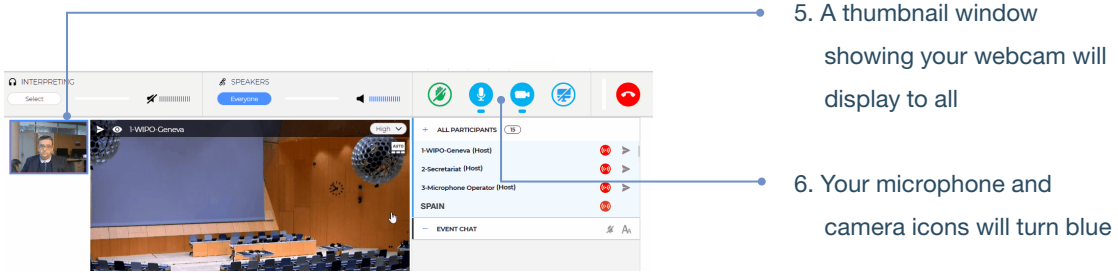 5. A thumbnail window
showing your webcam will
display to all
INTERPRETING
SPEAKERS
Select
Everyone
1-WIPO-Geneva
High
AUTO
+ ALL PARTICIPANTS 15
1-WIPO-Geneva (Host)
2-Secretariat (Host)
3-Microphone Operator (Host)
SPAIN
− EVENT CHAT
AA
6. Your microphone and
camera icons will turn blue